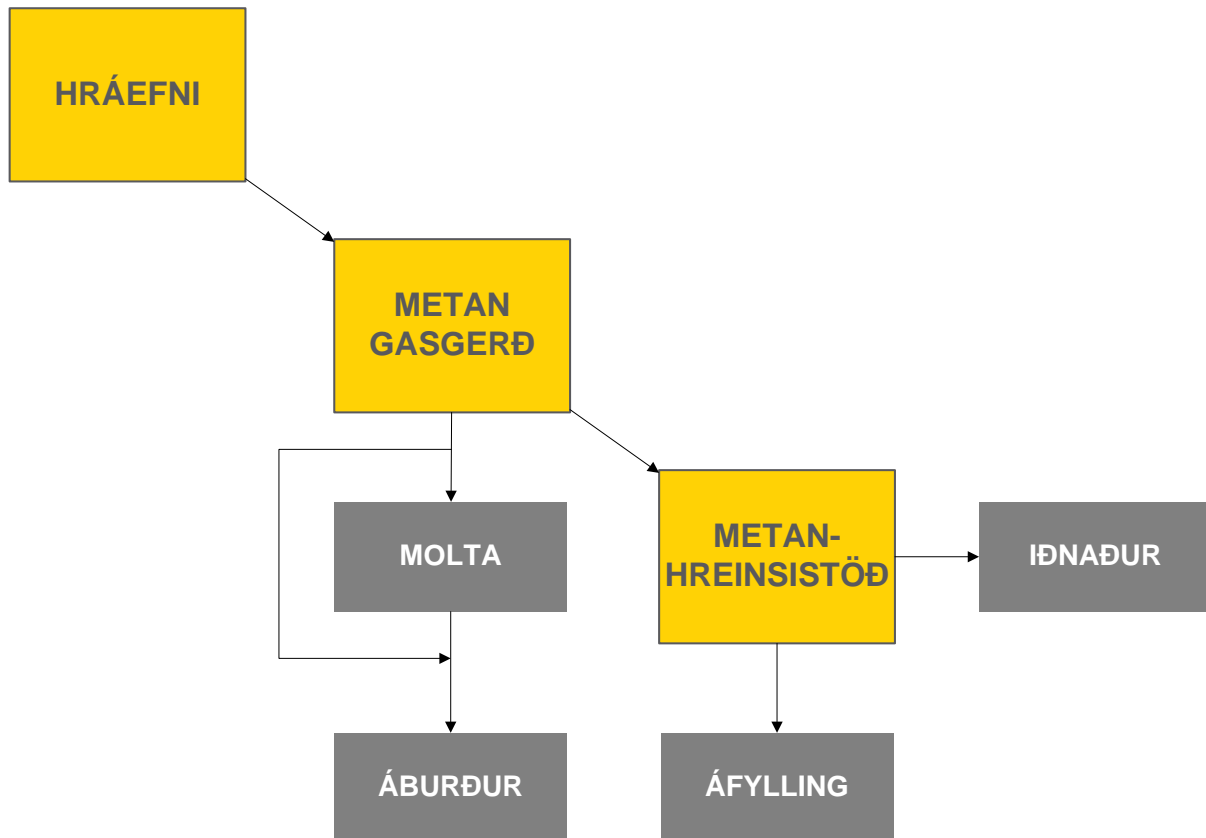 HRÁEFNI
METAN
GASGERÐ
METAN-
HREINSISTÖÐ
MOLTA
IÐNAÐUR
ÁBURÐUR
ÁFYLLING